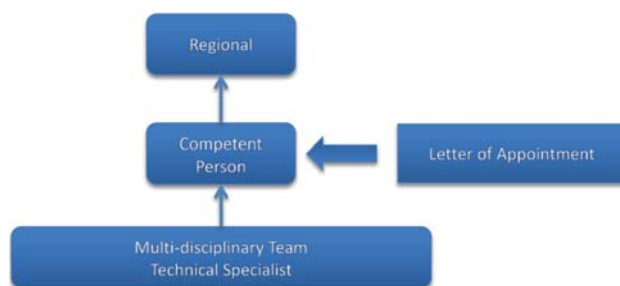 Regional
Competent
Person
Letter of Appointment
Multi-disciplinary Team
Technical Specialist